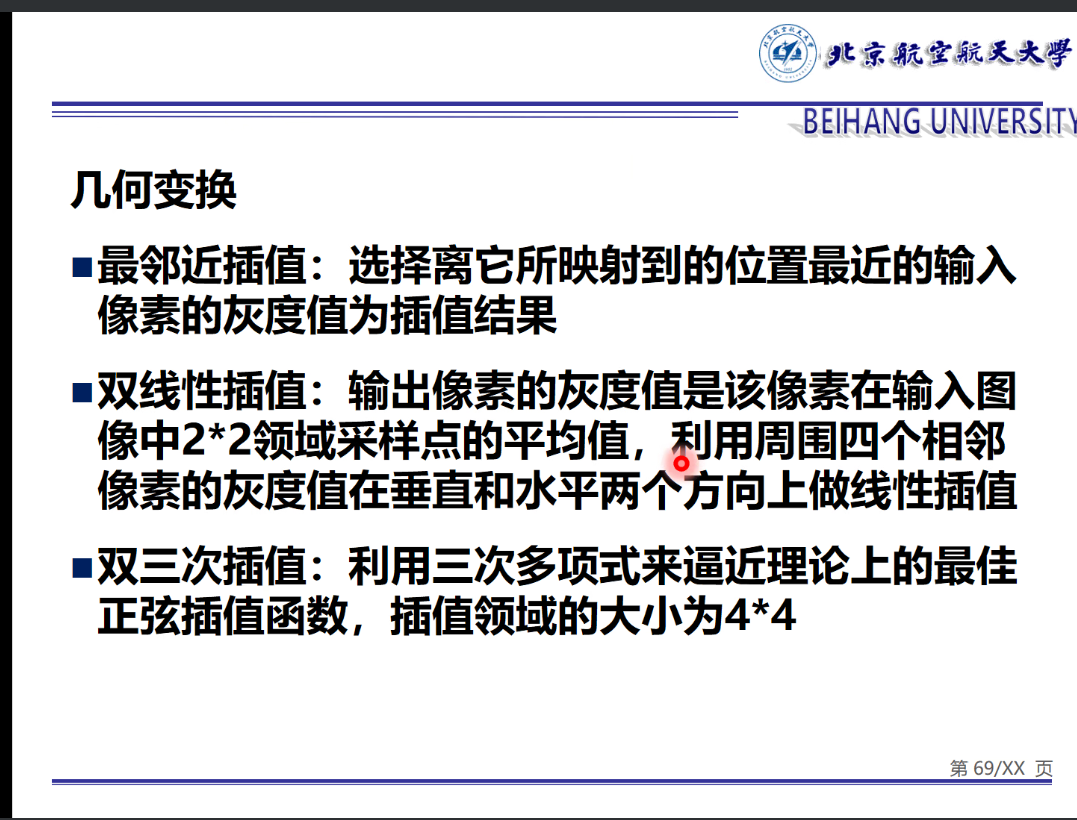 北京航空航天大學
BEIHANG UNIVERSITY
几何变换
■最邻近插值：选择离它所映射到的位置最近的输入
像素的灰度值为插值结果
■双线性插值：输出像素的灰度值是该像素在输入图
像中2*2领域采样点的平均值，利用周围四个相邻
像素的灰度值在垂直和水平两个方向上做线性插值
■双三次插值：利用三次多项式来逼近理论上的最佳
正弦插值函数，插值领域的大小为4*4
第 69/XX 页